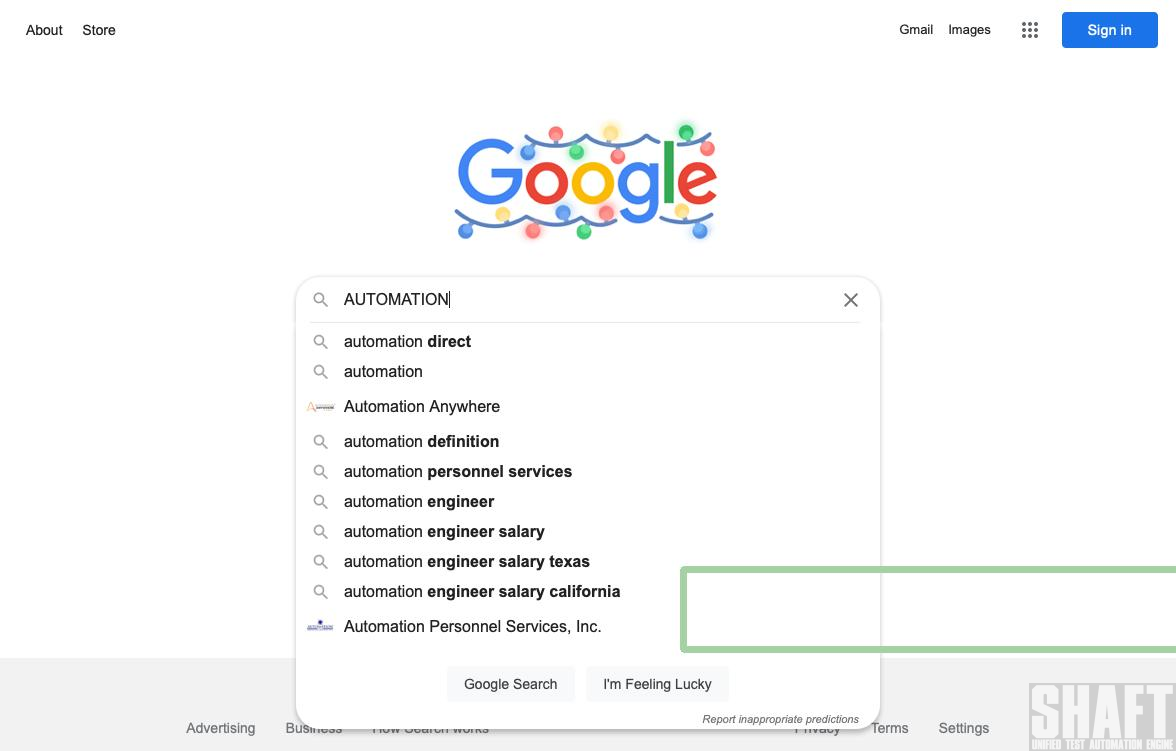 About Store Gmail Images Sign in
Google
AUTOMATION
automation direct
automation
Automation Anywhere
automation definition
automation personnel services
automation engineer
automation engineer salary
automation engineer salary texas
automation engineer salary california
Automation Personnel Services, Inc.
Google Search I'm Feeling Lucky
Report inappropriate predictions
Advertising Business How Search works Privacy Terms Settings
SHAFT
UNIFIED TEST AUTOMATION ENGINE